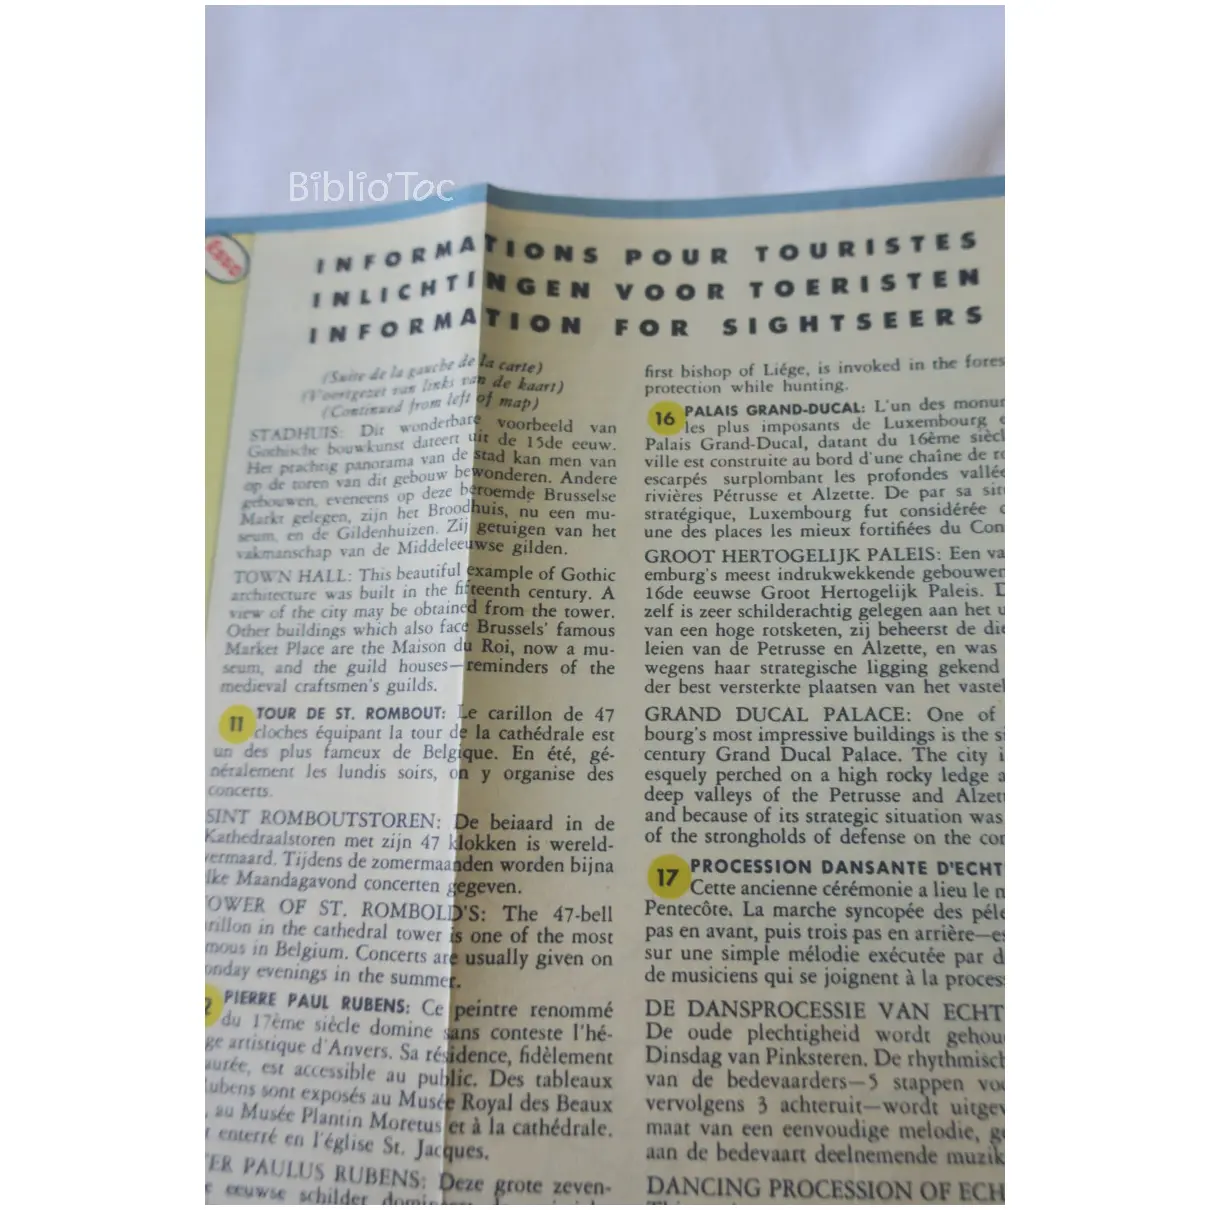 Biblio'Toc
Esso
INFORMATIONS POUR TOURISTES
INLICHTINGEN VOOR TOERISTEN
INFORMATION FOR SIGHTSEERS
(Suite de la gauche de la carte)
(Voortgezet van links van de kaart)
(Continued from left of map)
STADHUIS: Dit wonderbare voorbeeld van
Gothische bouwkunst dateert uit de 15de eeuw.
Het prachtig panorama van de stad kan men van
op de toren van dit gebouw bewonderen. Andere
gebouwen, eveneens op deze beroemde Brusselse
Markt gelegen, zijn het Broodhuis, nu een mu-
seum, en de Gildenhuizen. Zij getuigen van het
vakmanschap van de Middeleeuwse gilden.
TOWN HALL: This beautiful example of Gothic
architecture was built in the fifteenth century. A
view of the city may be obtained from the tower.
Other buildings which also face Brussels' famous
Market Place are the Maison du Roi, now a mu-
seum, and the guild houses—reminders of the
medieval craftsmen's guilds.
11 TOUR DE ST. ROMBOUT: Le carillon de 47
cloches équipant la tour de la cathédrale est
un des plus fameux de Belgique. En été, gé-
néralement les lundis soirs, on y organise des
concerts.
SINT ROMBOUTSTOREN: De beiaard in de
Kathedraalstoren met zijn 47 klokken is wereld-
vermaard. Tijdens de zomermaanden worden bijna
lke Maandagavond concerten gegeven.
OWER OF ST. ROMBOLD'S: The 47-bell
rillon in the cathedral tower is one of the most
mous in Belgium. Concerts are usually given on
onday evenings in the summer.
2 PIERRE PAUL RUBENS: Ce peintre renommé
du 17ème siècle domine sans conteste l'hé-
ge artistique d'Anvers. Sa résidence, fidèlement
aurée, est accessible au public. Des tableaux
ubens sont exposés au Musée Royal des Beaux
, au Musée Plantin Moretus et à la cathédrale.
t enterré en l'église St. Jacques.
TER PAULUS RUBENS: Deze grote zeven-
e eeuwse schilder
first bishop of Liége, is invoked in the fores
protection while hunting.
16 PALAIS GRAND-DUCAL: L'un des monu
les plus imposants de Luxembourg e
Palais Grand-Ducal, datant du 16ème siècl
ville est construite au bord d'une chaîne de ro
escarpés surplombant les profondes vallée
rivières Pétrusse et Alzette. De par sa sit
stratégique, Luxembourg fut considérée c
une des places les mieux fortifiées du Con
GROOT HERTOGELIJK PALEIS: Een va
emburg's meest indrukwekkende gebouwen
16de eeuwse Groot Hertogelijk Paleis. D
zelf is zeer schilderachtig gelegen aan het u
van een hoge rotsketen, zij beheerst de die
leien van de Petrusse en Alzette, en was
wegens haar strategische ligging gekend
der best versterkte plaatsen van het vastel
GRAND DUCAL PALACE: One of
bourg's most impressive buildings is the si
century Grand Ducal Palace. The city i
esquely perched on a high rocky ledge a
deep valleys of the Petrusse and Alzett
and because of its strategic situation was
of the strongholds of defense on the con
17 PROCESSION DANSANTE D'ECHT
Cette ancienne cérémonie a lieu le m
Pentecôte. La marche syncopée des péle
pas en avant, puis trois pas en arrière—es
sur une simple mélodie exécutée par d
de musiciens qui se joignent à la process
DE DANSPROCESSIE VAN ECHT
De oude plechtigheid wordt gehou
Dinsdag van Pinksteren. De rhythmisch
van de bedevaarders—5 stappen voo
vervolgens 3 achteruit—wordt uitgev
maat van een eenvoudige melodie, ge
aan de bedevaart deelnemende muzik
DANCING PROCESSION OF ECH